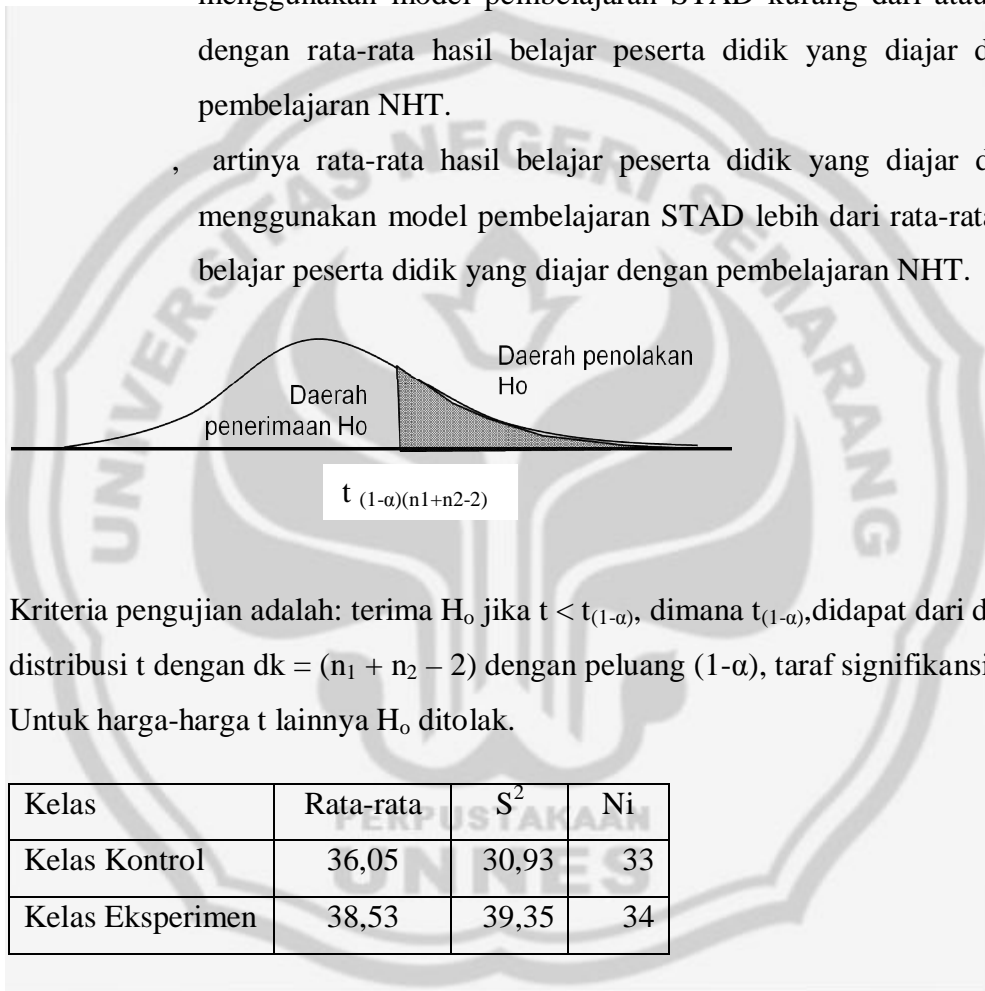 menggunakan model pembelajaran STAD kurang dari atau
dengan rata-rata hasil belajar peserta didik yang diajar d
pembelajaran NHT.
, artinya rata-rata hasil belajar peserta didik yang diajar d
menggunakan model pembelajaran STAD lebih dari rata-rata
belajar peserta didik yang diajar dengan pembelajaran NHT.
Daerah penerimaan Ho
Daerah penolakan Ho
t (1-α)(n1+n2-2)
Kriteria pengujian adalah: terima Ho jika t < t(1-α), dimana t(1-α),didapat dari d
distribusi t dengan dk = (n1 + n2 – 2) dengan peluang (1-α), taraf signifikansi
Untuk harga-harga t lainnya Ho ditolak.
Kelas Rata-rata S² Ni
Kelas Kontrol 36,05 30,93 33
Kelas Eksperimen 38,53 39,35 34
UNIVERSITAS NEGERI SEMARANG
PERPUSTAKAAN
UNNES